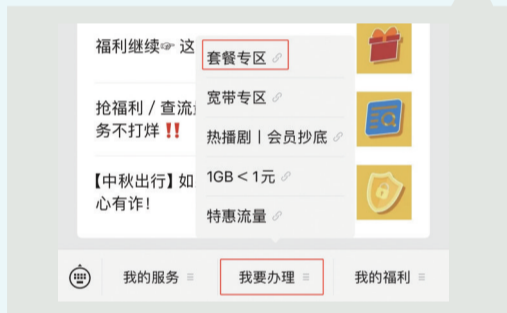 福利继续👉 这
抢福利 / 查流
务不打烊 ‼️
【中秋出行】如
心有诈!
套餐专区
宽带专区
热播剧丨会员抄底
1GB < 1元
特惠流量
我的服务
我要办理
我的福利